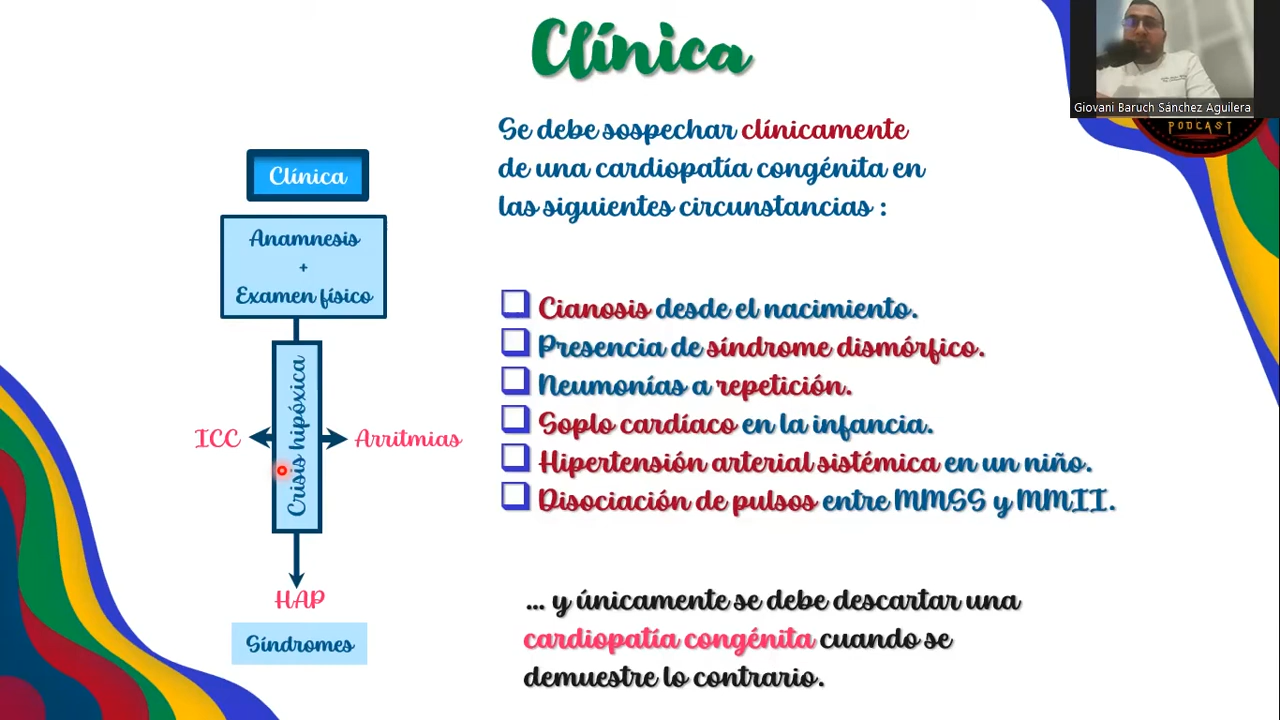 Clínica
Giovani Baruch Sánchez Aguilera
PODCAST
Se debe sospechar clínicamente
de una cardiopatía congénita en
las siguientes circunstancias :
Clínica
Anamnesis
+
Examen físico
Crisis hipóxica
ICC
Arritmias
HAP
Síndromes
Cianosis desde el nacimiento.
Presencia de síndrome dismórfico.
Neumonías a repetición.
Soplo cardíaco en la infancia.
Hipertensión arterial sistémica en un niño.
Disociación de pulsos entre MMSS y MMII.
... y únicamente se debe descartar una
cardiopatía congénita cuando se
demuestre lo contrario.